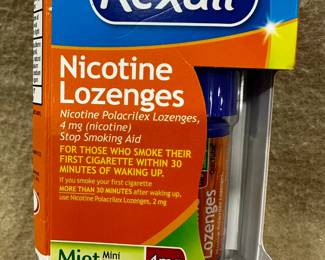 Rexall
Nicotine
Lozenges
Nicotine Polacrilex Lozenges,
4 mg (nicotine)
Stop Smoking Aid
FOR THOSE WHO SMOKE THEIR
FIRST CIGARETTE WITHIN 30
MINUTES OF WAKING UP.
If you smoke your first cigarette
MORE THAN 30 MINUTES after waking up,
use Nicotine Polacrilex Lozenges, 2 mg
Mint Mini
4mg
Lozenges